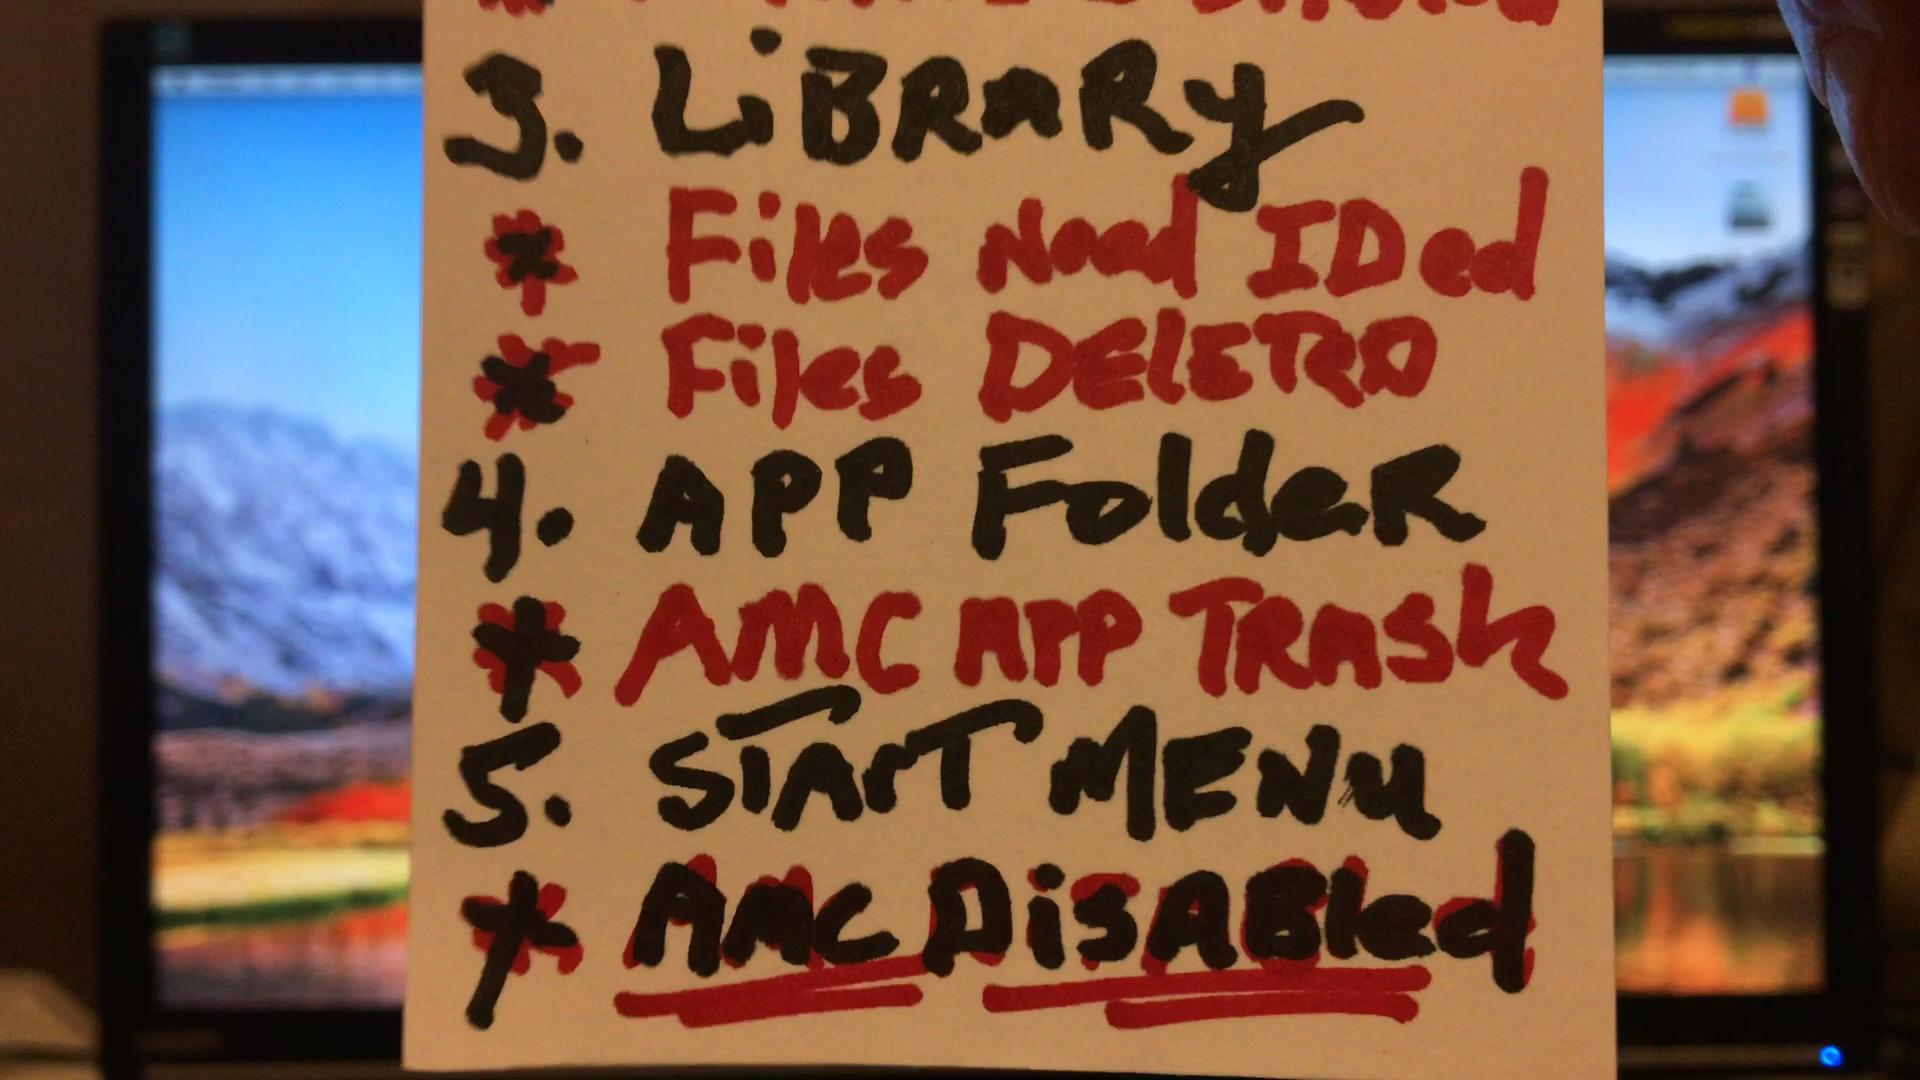 3. LiBRARy
* Files Need IDed
* Files DEleTED
4. APP FoldeR
* AMC APP TRASh
5. STArT MENU
* AMC DiSABled